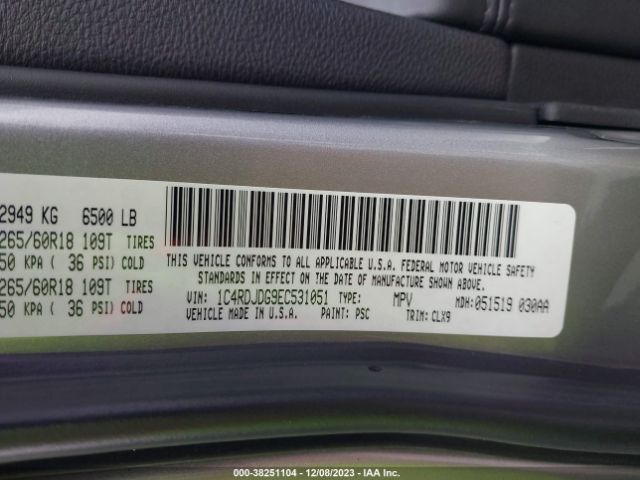 2949 KG 6500 LB
265/60R18 109T TIRES
50 KPA ( 36 PSI) COLD
265/60R18 109T TIRES
50 KPA ( 36 PSI) COLD
THIS VEHICLE CONFORMS TO ALL APPLICABLE U.S.A. FEDERAL MOTOR VEHICLE SAFETY
STANDARDS IN EFFECT ON THE DATE OF MANUFACTURE SHOWN ABOVE.
VIN: 1C4RDJDG9EC531051 TYPE: MPV MDH: 051519 030AA
VEHICLE MADE IN U.S.A. PAINT: PSC TRIM: CLX9
000-38251104 - 12/08/2023 - IAA Inc.